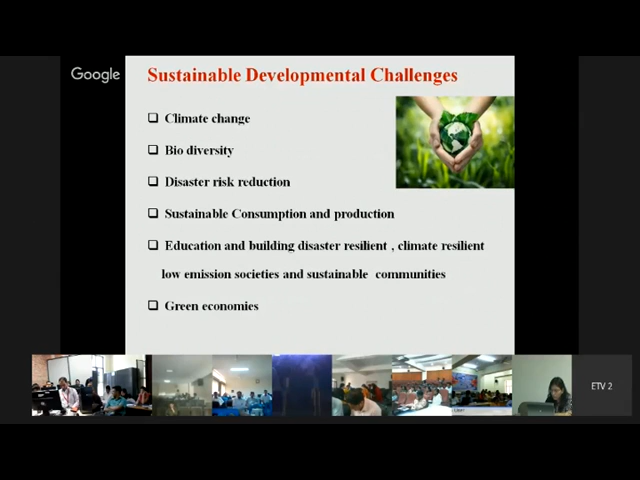 Google
Sustainable Developmental Challenges
Climate change
Bio diversity
Disaster risk reduction
Sustainable Consumption and production
Education and building disaster resilient , climate resilient
low emission societies and sustainable communities
Green economies
ETV 2